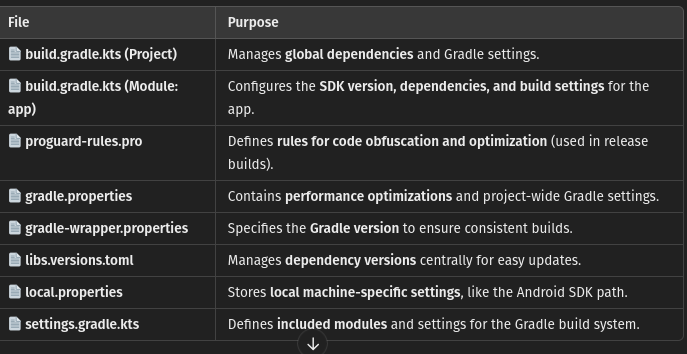 File Purpose
build.gradle.kts (Project) Manages global dependencies and Gradle settings.
build.gradle.kts (Module: Configures the SDK version, dependencies, and build settings for the
app) app.
proguard-rules.pro Defines rules for code obfuscation and optimization (used in release
builds).
gradle.properties Contains performance optimizations and project-wide Gradle settings.
gradle-wrapper.properties Specifies the Gradle version to ensure consistent builds.
libs.versions.toml Manages dependency versions centrally for easy updates.
local.properties Stores local machine-specific settings, like the Android SDK path.
settings.gradle.kts Defines included modules and settings for the Gradle build system.